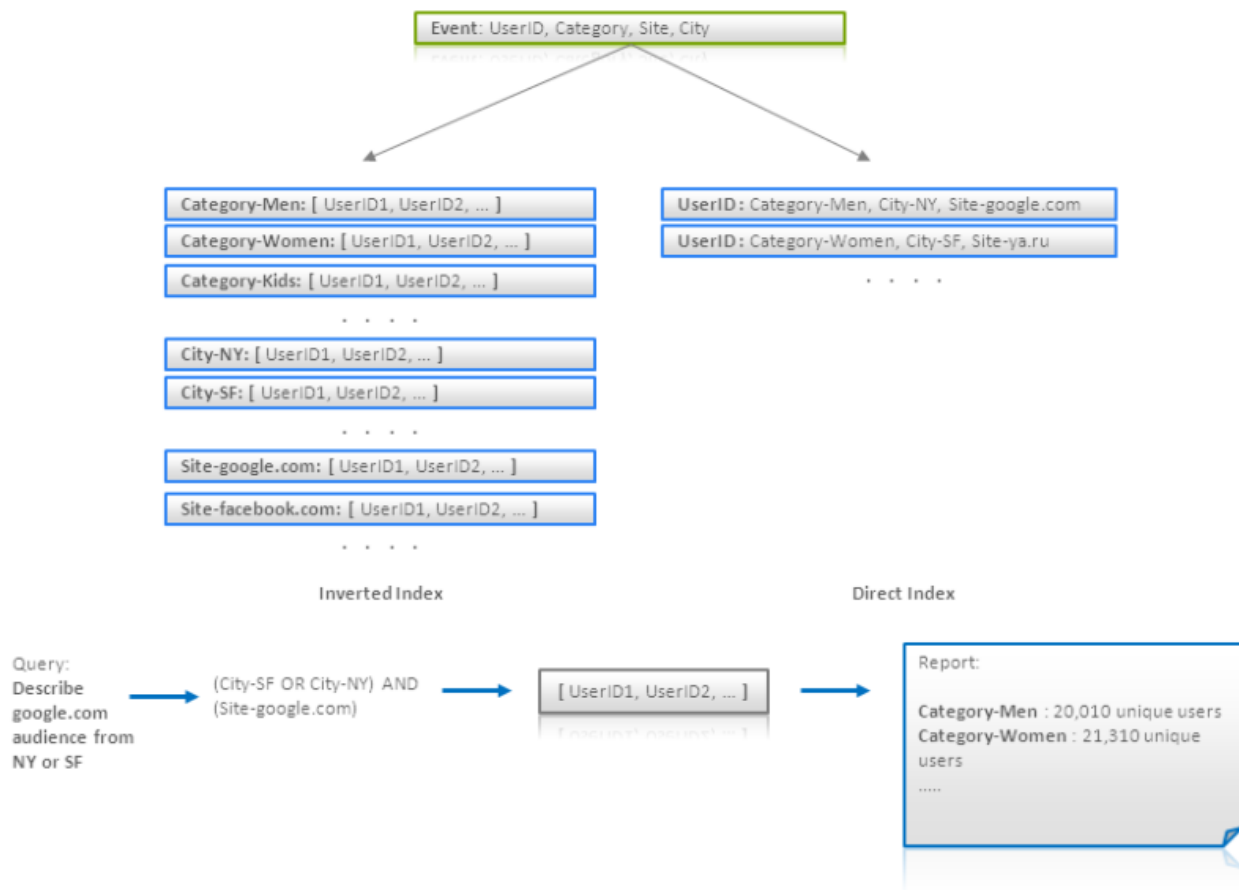 Event: UserID, Category, Site, City
Category-Men: [ UserID1, UserID2, ... ]
Category-Women: [ UserID1, UserID2, ... ]
Category-Kids: [ UserID1, UserID2, ... ]
. . . .
City-NY: [ UserID1, UserID2, ... ]
City-SF: [ UserID1, UserID2, ... ]
. . . .
Site-google.com: [ UserID1, UserID2, ... ]
Site-facebook.com: [ UserID1, UserID2, ... ]
. . . .
Inverted Index
UserID: Category-Men, City-NY, Site-google.com
UserID: Category-Women, City-SF, Site-ya.ru
. . . .
Direct Index
Query:
Describe
google.com
audience from
NY or SF
(City-SF OR City-NY) AND
(Site-google.com)
[ UserID1, UserID2, ... ]
Report:
Category-Men : 20,010 unique users
Category-Women : 21,310 unique
users
.....